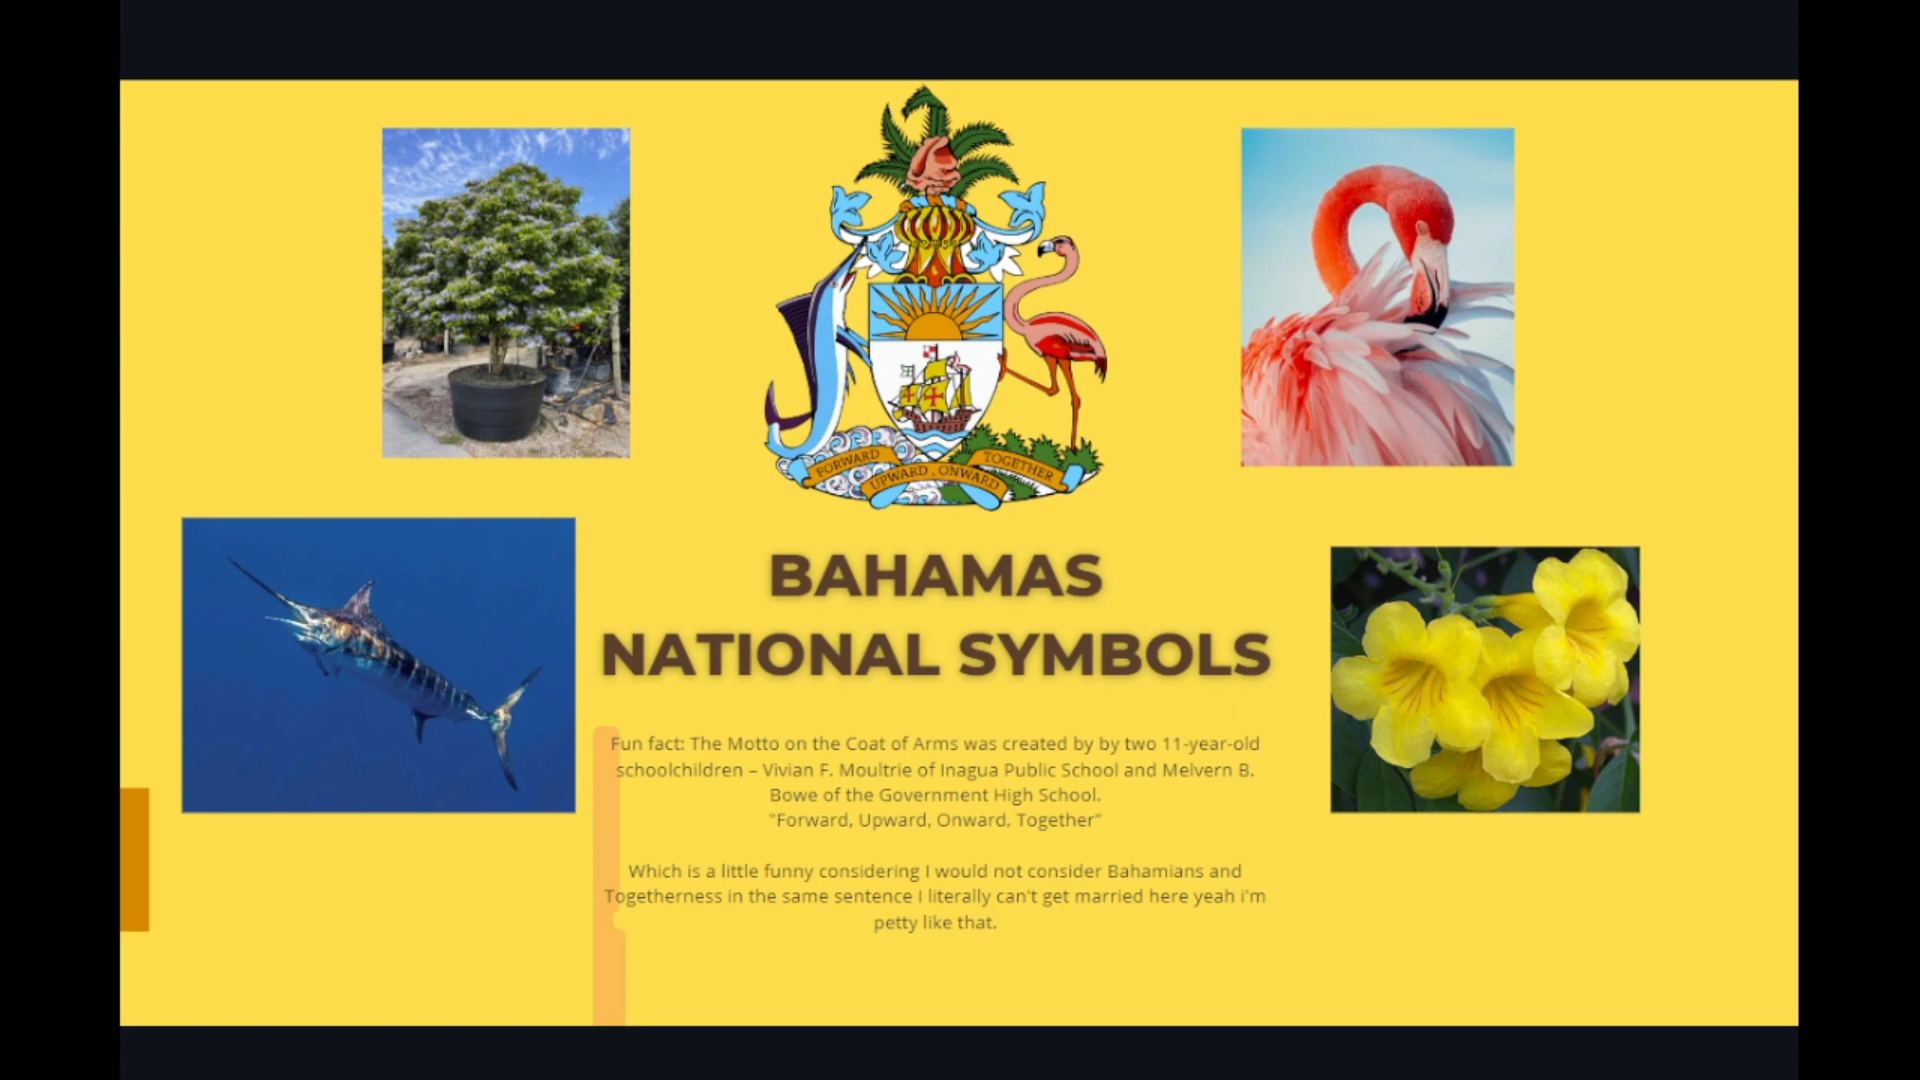 FORWARD
UPWARD, ONWARD
TOGETHER
BAHAMAS
NATIONAL SYMBOLS
Fun fact: The Motto on the Coat of Arms was created by by two 11-year-old
schoolchildren – Vivian F. Moultrie of Inagua Public School and Melvern B.
Bowe of the Government High School.
"Forward, Upward, Onward, Together"
Which is a little funny considering I would not consider Bahamians and
Togetherness in the same sentence I literally can't get married here yeah i'm
petty like that.